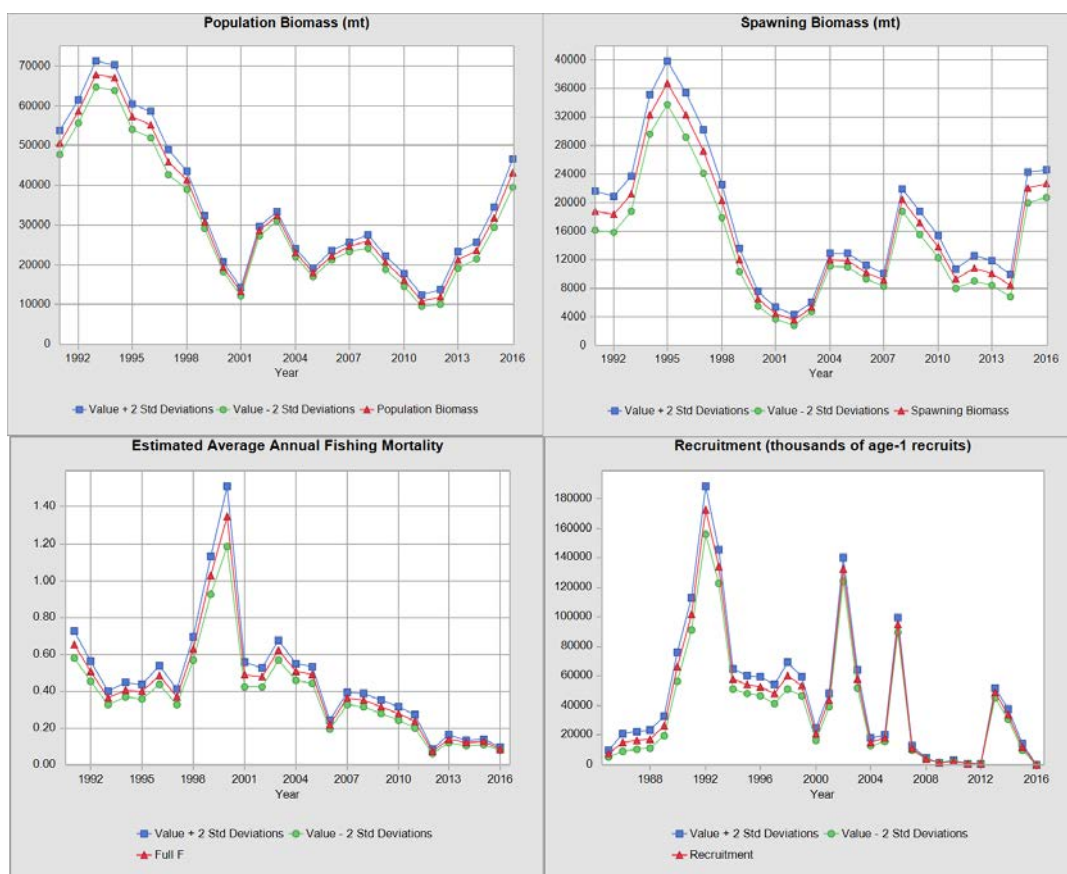 Population Biomass (mt)
70000
60000
50000
40000
30000
20000
10000
0
1992 1995 1998 2001 2004 2007 2010 2013 2016
Year
Value + 2 Std Deviations Value - 2 Std Deviations Population Biomass
Spawning Biomass (mt)
40000
36000
32000
28000
24000
20000
16000
12000
8000
4000
0
1992 1995 1998 2001 2004 2007 2010 2013 2016
Year
Value + 2 Std Deviations Value - 2 Std Deviations Spawning Biomass
Estimated Average Annual Fishing Mortality
1.40
1.20
1.00
0.80
0.60
0.40
0.20
0.00
1992 1995 1998 2001 2004 2007 2010 2013 2016
Year
Value + 2 Std Deviations Value - 2 Std Deviations
Full F
Recruitment (thousands of age-1 recruits)
180000
160000
140000
120000
100000
80000
60000
40000
20000
0
1988 1992 1996 2000 2004 2008 2012 2016
Year
Value + 2 Std Deviations Value - 2 Std Deviations
Recruitment